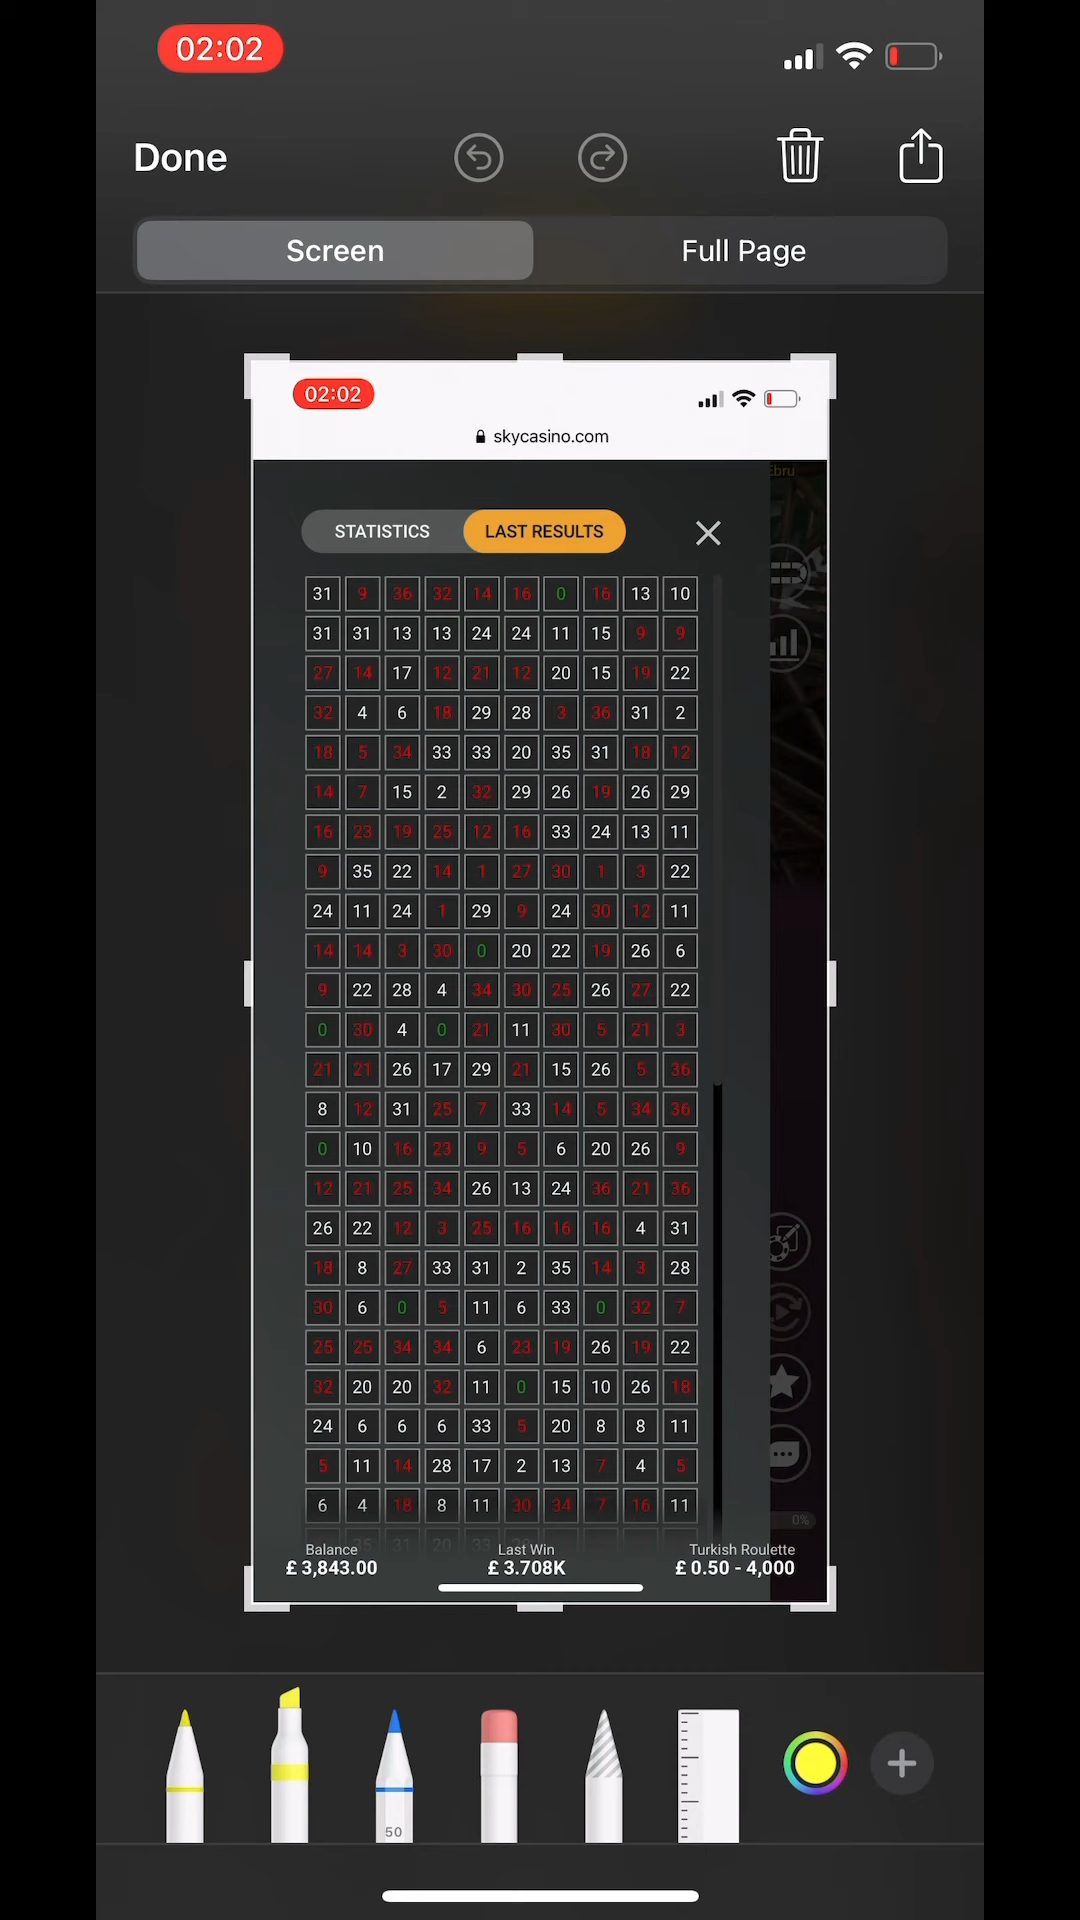 02:02
Done
Screen Full Page
02:02
skycasino.com
Ebru
STATISTICS LAST RESULTS
31 9 36 32 14 16 0 16 13 10
31 31 13 13 24 24 11 15 9 9
27 14 17 12 21 12 20 15 19 22
32 4 6 18 29 28 3 36 31 2
18 5 34 33 33 20 35 31 18 12
14 7 15 2 32 29 26 19 26 29
16 23 19 25 12 16 33 24 13 11
9 35 22 14 1 27 30 1 3 22
24 11 24 1 29 9 24 30 12 11
14 14 3 30 0 20 22 19 26 6
9 22 28 4 34 30 25 26 27 22
0 30 4 0 21 11 30 5 21 3
21 21 26 17 29 21 15 26 5 36
8 12 31 25 7 33 14 5 34 36
0 10 16 23 9 5 6 20 26 9
12 21 25 34 26 13 24 36 21 36
26 22 12 3 25 16 16 16 4 31
18 8 27 33 31 2 35 14 3 28
30 6 0 5 11 6 33 0 32 7
25 25 34 34 6 23 19 26 19 22
32 20 20 32 11 0 15 10 26 18
24 6 6 6 33 5 20 8 8 11
5 11 14 28 17 2 13 7 4 5
6 4 18 8 11 30 34 7 16 11
31 20 33
0%
Balance Last Win Turkish Roulette
£ 3,843.00 £ 3.708K £ 0.50 - 4,000
50